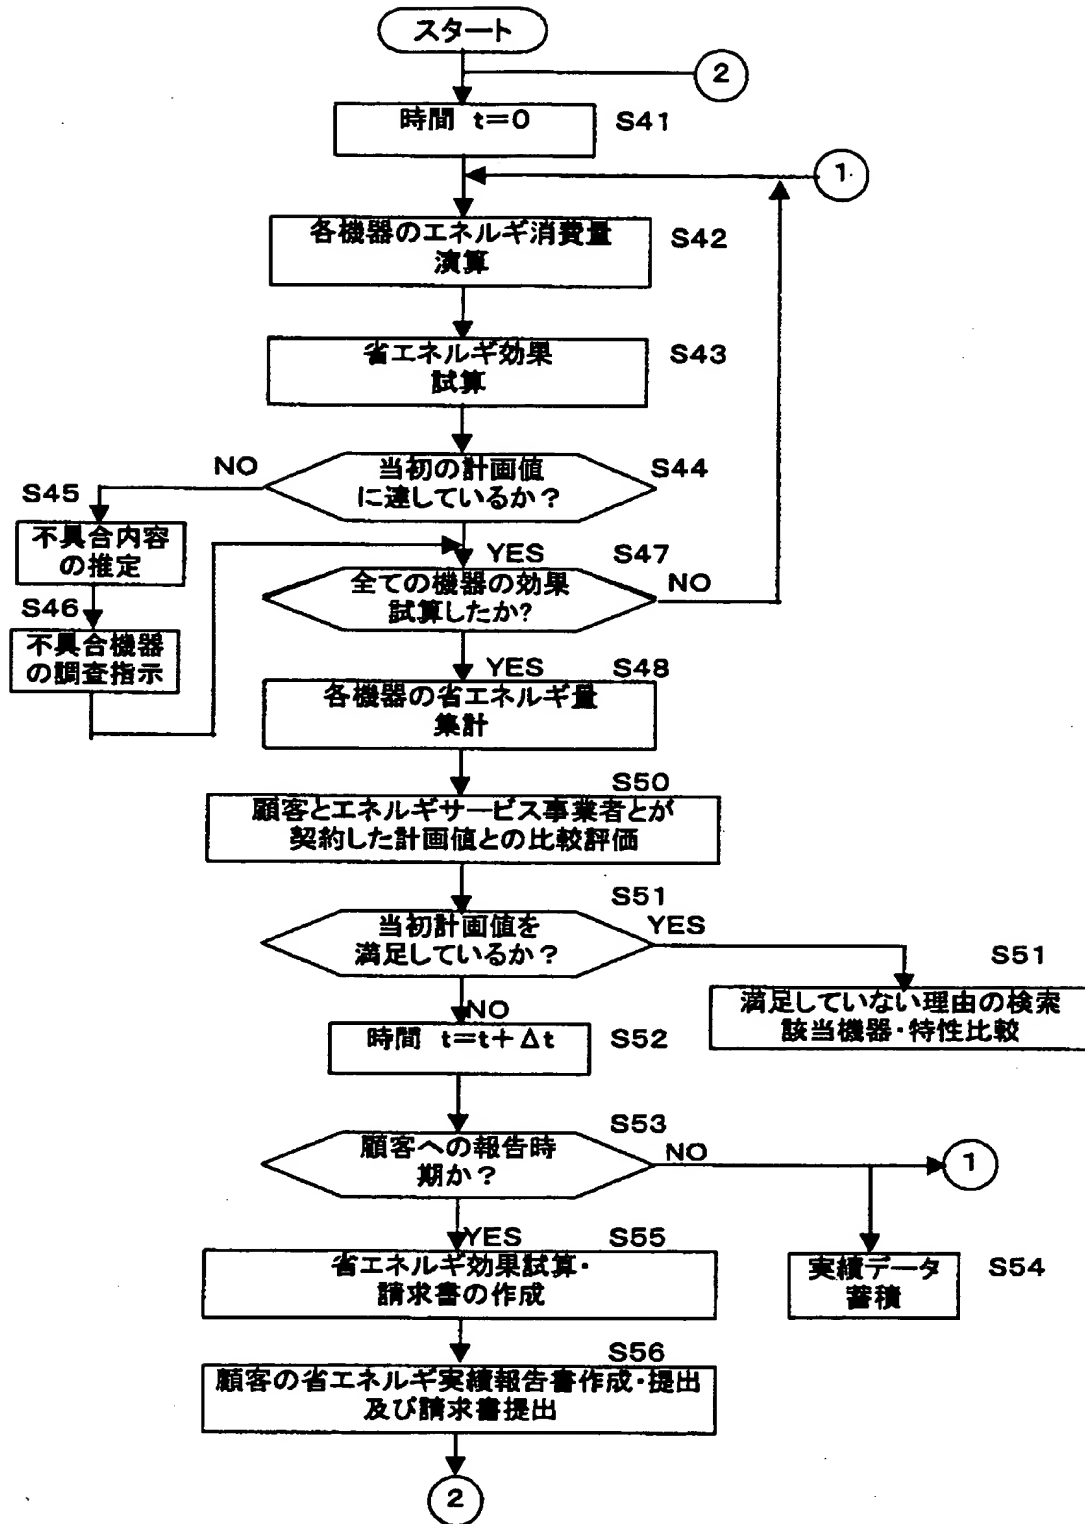 スタート
2
時間 t=0
S41
1
各機器のエネルギ消費量
演算
S42
省エネルギ効果
試算
S43
NO
当初の計画値
に達しているか?
S44
S45
不具合内容
の推定
YES
S47
全ての機器の効果
試算したか?
NO
S46
不具合機器
の調査指示
YES
S48
各機器の省エネルギ量
集計
S50
顧客とエネルギサービス事業者とが
契約した計画値との比較評価
S51
当初計画値を
満足しているか?
YES
S51
満足していない理由の検索
該当機器・特性比較
NO
時間 t=t+Δt
S52
S53
顧客への報告時
期か?
NO
1
YES
S55
省エネルギ効果試算・
請求書の作成
実績データ
蓄積
S54
S56
顧客の省エネルギ実績報告書作成・提出
及び請求書提出
2